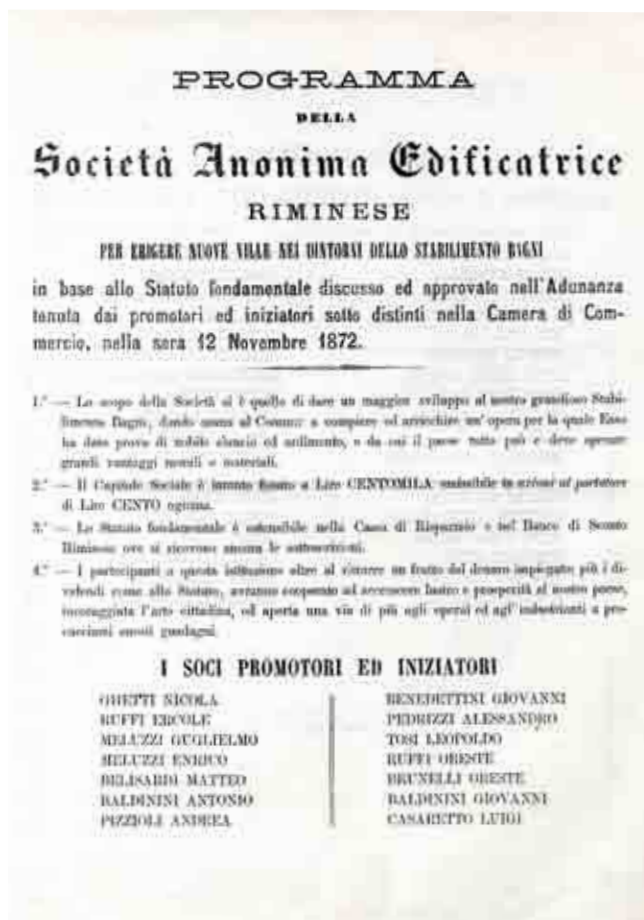 PROGRAMMA
DELLA
Società Anonima Edificatrice
RIMINESE
PER ERIGERE NUOVE VILLE NEI DINTORNI DELLO STABILIMENTO BAGNI
in base allo Statuto fondamentale discusso ed approvato nell'Adunanza
tenuta dai promotori ed iniziatori sotto distinti nella Camera di Com-
mercio, nella sera 12 Novembre 1872.
1.° — Lo scopo della Società si è quello di dare un maggior sviluppo al nostro grandioso Stabi-
limento Bagni, dando mano al Comune a compiere ed arricchire un'opera per la quale Esso
ha dato prova di nobile slancio ed ardimento, e da cui il paese tutto può e deve sperare
grandi vantaggi morali e materiali.
2.° — Il Capitale Sociale è intanto fissato a Lire CENTOMILA in azioni al portatore
di Lire CENTO ognuna.
3.° — Lo Statuto fondamentale è ostensibile nella Cassa di Risparmio e nel Banco di Sconto
Riminese ove si ricevono ancora le sottoscrizioni.
4.° — I partecipanti a questa istituzione oltre al ritrarre un frutto del denaro impiegato più i di-
videndi come allo Statuto, avranno cooperato ad accrescere lustro e prosperità al nostro paese,
incoraggiata l'arte cittadina, ed aperta una via di più agli operai ed agl'industrianti a pro-
cacciarsi onesti guadagni.
I SOCI PROMOTORI ED INIZIATORI
GHETTI NICOLA
RUFFI ERCOLE
MELUZZI GUGLIELMO
MELUZZI ENRICO
BELISARDI MATTEO
BALDININI ANTONIO
PIZZIOLI ANDREA
BENEDETTINI GIOVANNI
PEDRIZZI ALESSANDRO
TOSI LEOPOLDO
RUFFI ORESTE
BRUNELLI ORESTE
BALDININI GIOVANNI
CASARETTO LUIGI